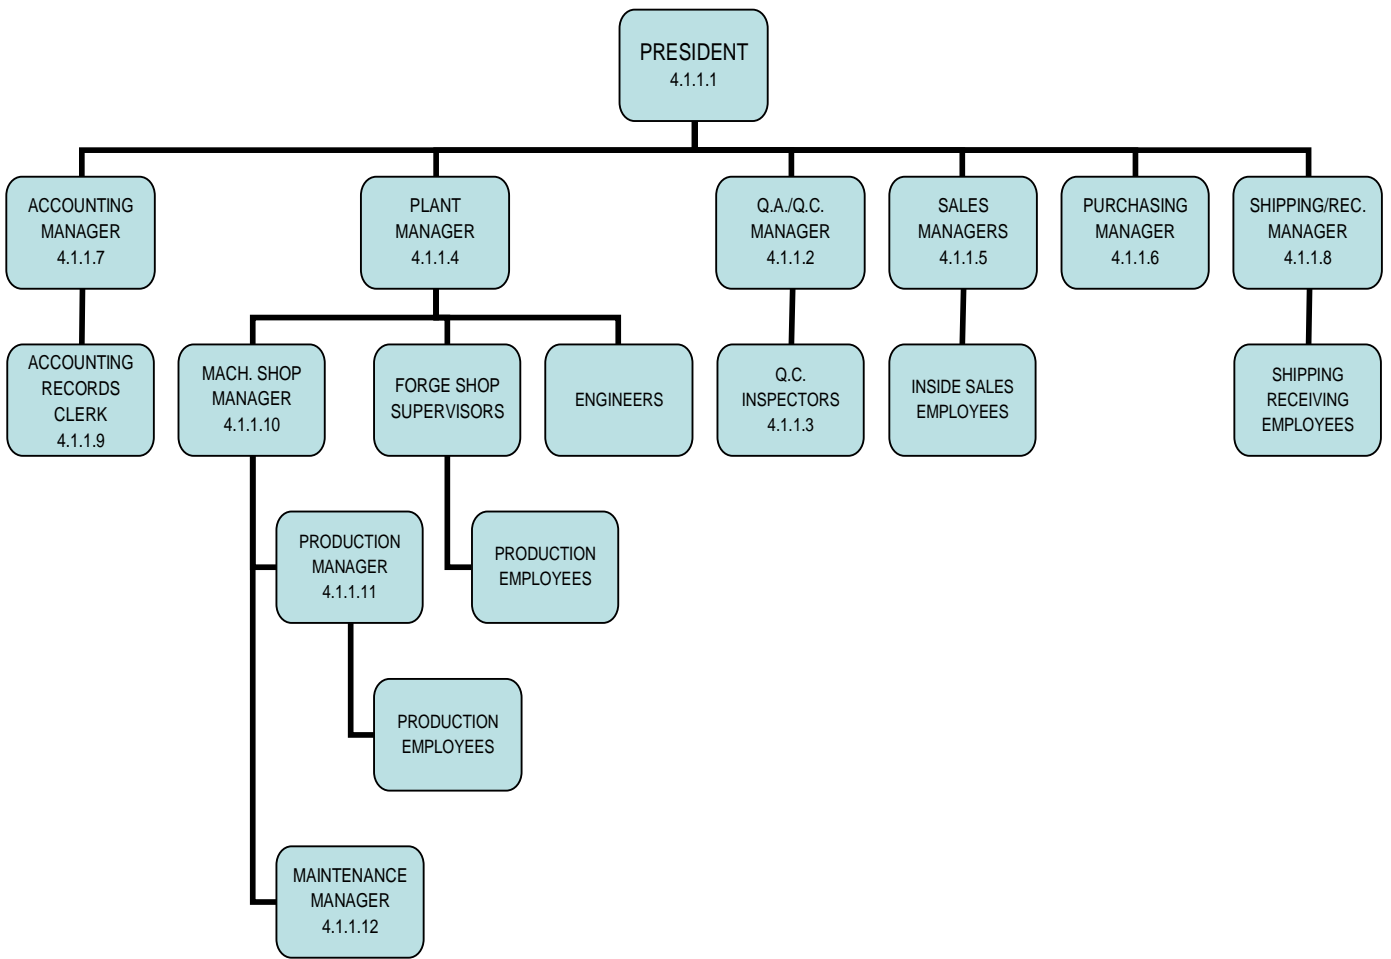 PRESIDENT
4.1.1.1
ACCOUNTING
MANAGER
4.1.1.7
PLANT
MANAGER
4.1.1.4
Q.A./Q.C.
MANAGER
4.1.1.2
SALES
MANAGERS
4.1.1.5
PURCHASING
MANAGER
4.1.1.6
SHIPPING/REC.
MANAGER
4.1.1.8
ACCOUNTING
RECORDS
CLERK
4.1.1.9
MACH. SHOP
MANAGER
4.1.1.10
FORGE SHOP
SUPERVISORS
ENGINEERS
Q.C.
INSPECTORS
4.1.1.3
INSIDE SALES
EMPLOYEES
SHIPPING
RECEIVING
EMPLOYEES
PRODUCTION
MANAGER
4.1.1.11
PRODUCTION
EMPLOYEES
PRODUCTION
EMPLOYEES
MAINTENANCE
MANAGER
4.1.1.12